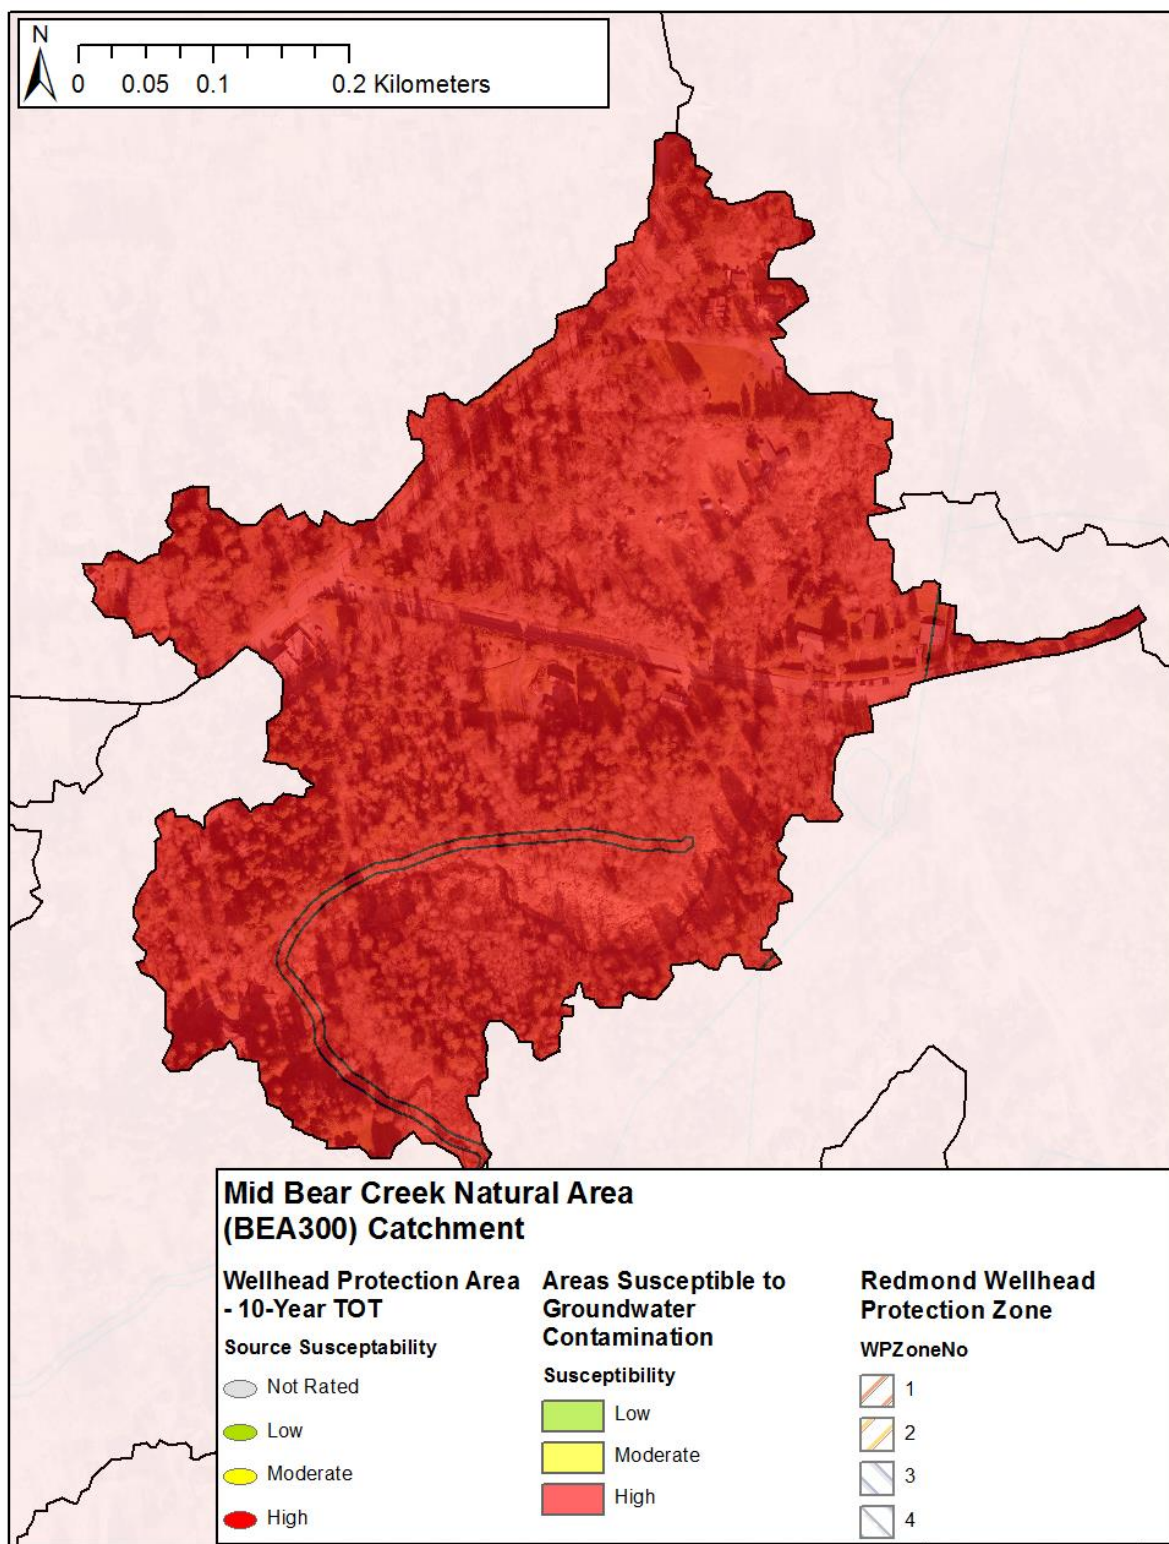 N
0 0.05 0.1 0.2 Kilometers
Mid Bear Creek Natural Area
(BEA300) Catchment
Wellhead Protection Area
- 10-Year TOT
Source Susceptability
Not Rated
Low
Moderate
High
Areas Susceptible to
Groundwater
Contamination
Susceptibility
Low
Moderate
High
Redmond Wellhead
Protection Zone
WPZoneNo
1
2
3
4